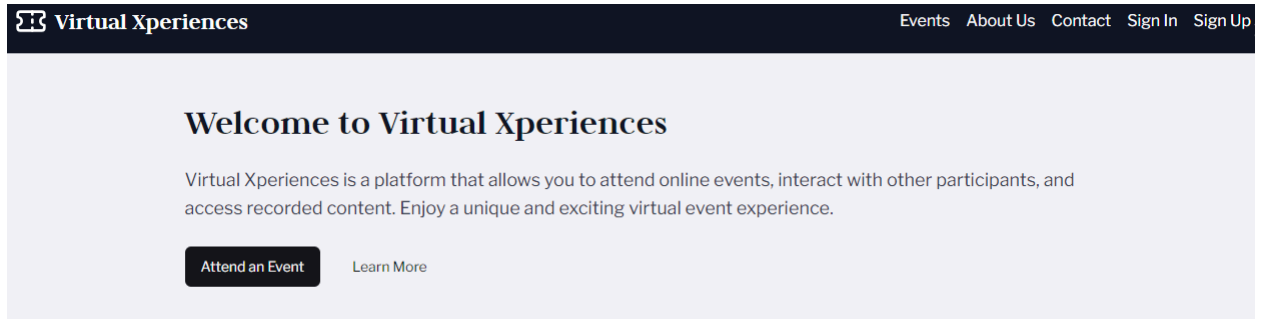 Virtual Xperiences
Events About Us Contact Sign In Sign Up
Welcome to Virtual Xperiences
Virtual Xperiences is a platform that allows you to attend online events, interact with other participants, and
access recorded content. Enjoy a unique and exciting virtual event experience.
Attend an Event Learn More